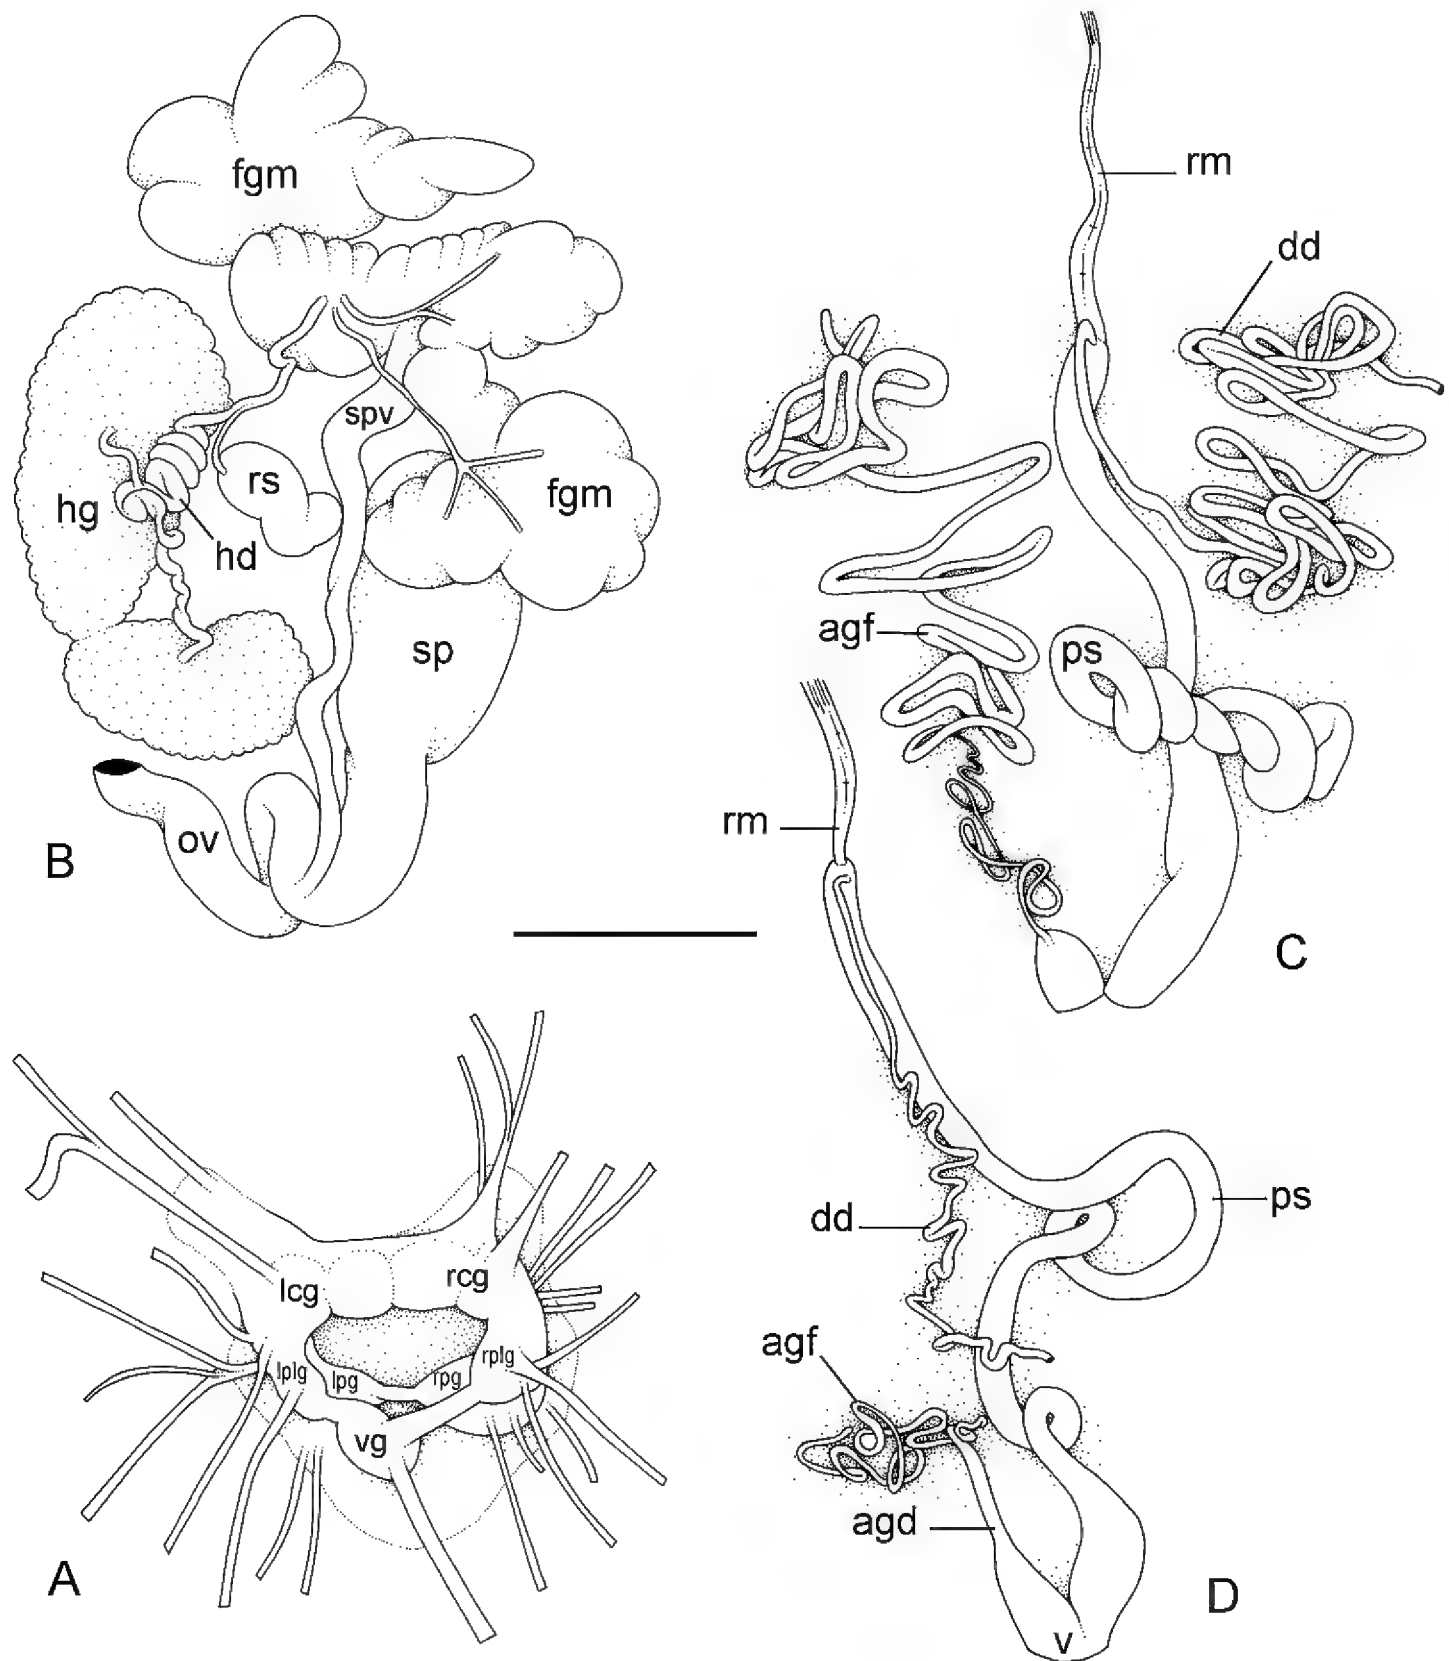 fgm
spv
rs
fgm
hg
hd
sp
ov
B
rm
dd
agf
ps
C
rm
dd
ps
agf
agd
v
D
lcg
rcg
lplg
lpg
rpg
rplg
vg
A